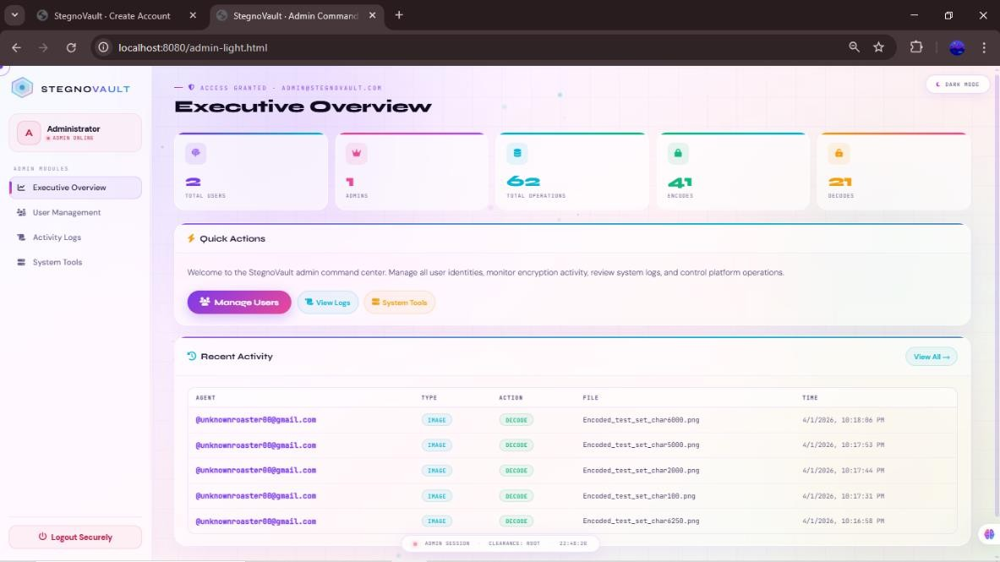 StegnoVault · Create Account
StegnoVault · Admin Command
localhost:8080/admin-light.html
STEGNOVAULT
A
Administrator
ADMIN ONLINE
ADMIN MODULES
Executive Overview
User Management
Activity Logs
System Tools
Logout Securely
ACCESS GRANTED · ADMIN@STEGNOVAULT.COM
DARK MODE
Executive Overview
2
TOTAL USERS
1
ADMINS
62
TOTAL OPERATIONS
41
ENCODES
21
DECODES
Quick Actions
Welcome to the StegnoVault admin command center. Manage all user identities, monitor encryption activity, review system logs, and control platform operations.
Manage Users View Logs System Tools
Recent Activity View All →
AGENT TYPE ACTION FILE TIME
@unknownroaster00@gmail.com IMAGE DECODE Encoded_test_set_char6000.png 4/1/2026, 10:18:06 PM
@unknownroaster00@gmail.com IMAGE DECODE Encoded_test_set_char5000.png 4/1/2026, 10:17:53 PM
@unknownroaster00@gmail.com IMAGE DECODE Encoded_test_set_char2000.png 4/1/2026, 10:17:44 PM
@unknownroaster00@gmail.com IMAGE DECODE Encoded_test_set_char100.png 4/1/2026, 10:17:31 PM
@unknownroaster00@gmail.com IMAGE DECODE Encoded_test_set_char6250.png 4/1/2026, 10:16:58 PM
ADMIN SESSION · CLEARANCE: ROOT 22:48:20